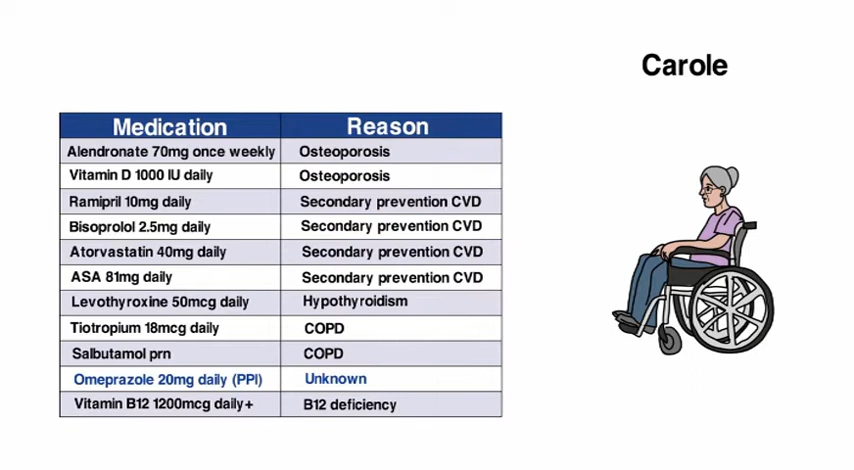 Carole
Medication Reason
Alendronate 70mg once weekly Osteoporosis
Vitamin D 1000 IU daily Osteoporosis
Ramipril 10mg daily Secondary prevention CVD
Bisoprolol 2.5mg daily Secondary prevention CVD
Atorvastatin 40mg daily Secondary prevention CVD
ASA 81mg daily Secondary prevention CVD
Levothyroxine 50mcg daily Hypothyroidism
Tiotropium 18mcg daily COPD
Salbutamol prn COPD
Omeprazole 20mg daily (PPI) Unknown
Vitamin B12 1200mcg daily+ B12 deficiency